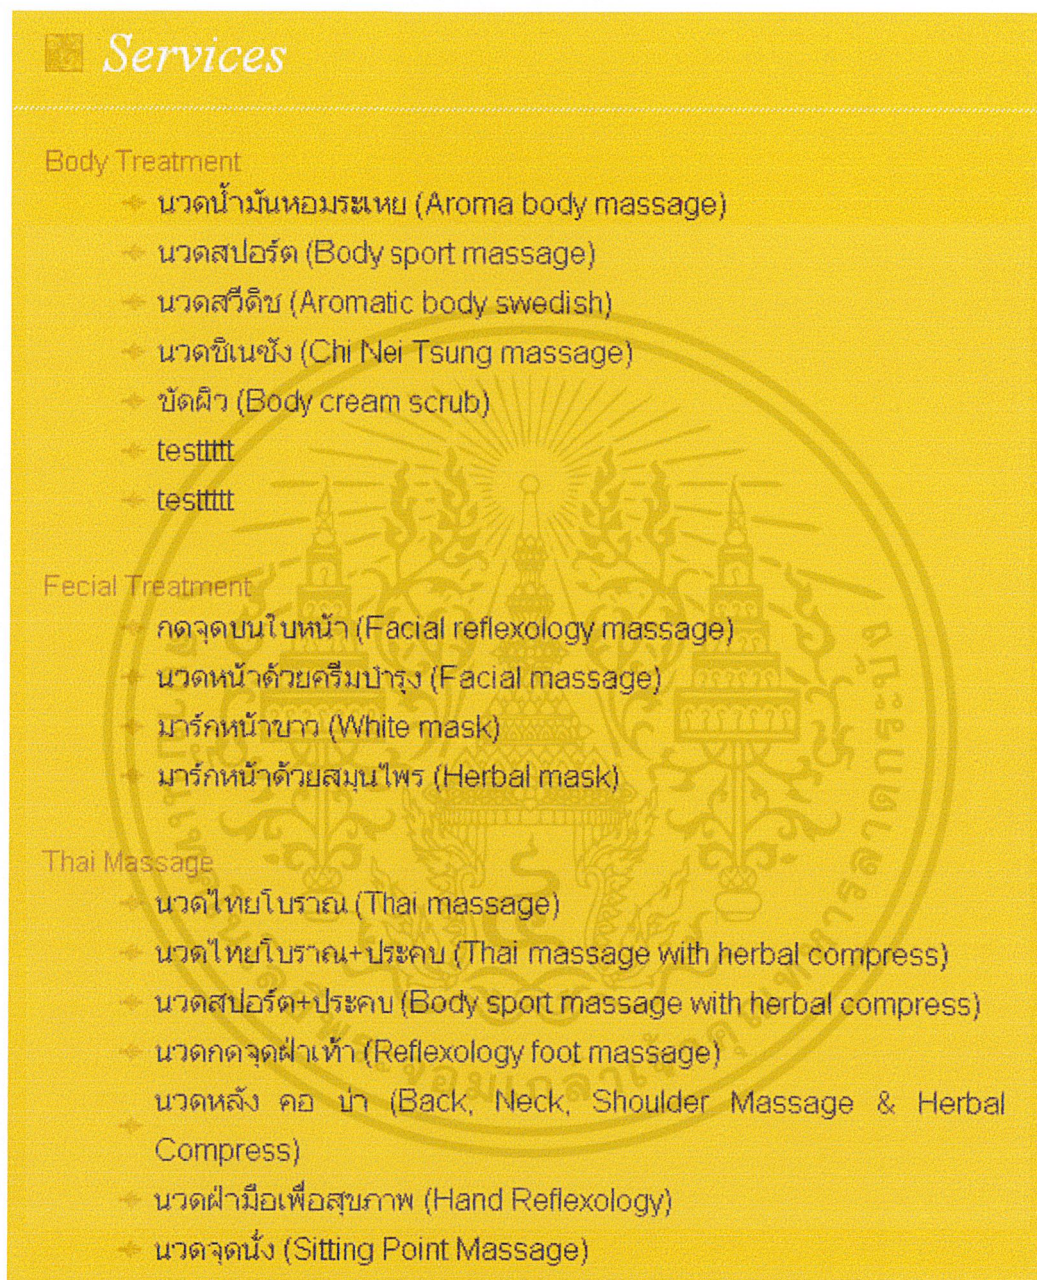 Services
Body Treatment
นวดน้ำมันหอมระเหย (Aroma body massage)
นวดสปอร์ต (Body sport massage)
นวดสวีดิช (Aromatic body swedish)
นวดชิเนซัง (Chi Nei Tsung massage)
ขัดผิว (Body cream scrub)
testtttt
testtttt
Fecial Treatment
กดจุดบนใบหน้า (Facial reflexology massage)
นวดหน้าด้วยครีมบำรุง (Facial massage)
มาร์กหน้าขาว (White mask)
มาร์กหน้าด้วยสมุนไพร (Herbal mask)
Thai Massage
นวดไทยโบราณ (Thai massage)
นวดไทยโบราณ+ประคบ (Thai massage with herbal compress)
นวดสปอร์ต+ประคบ (Body sport massage with herbal compress)
นวดกดจุดฝ่าเท้า (Reflexology foot massage)
นวดหลัง คอ บ่า (Back, Neck, Shoulder Massage & Herbal
Compress)
นวดฝ่ามือเพื่อสุขภาพ (Hand Reflexology)
นวดจุดนั่ง (Sitting Point Massage)